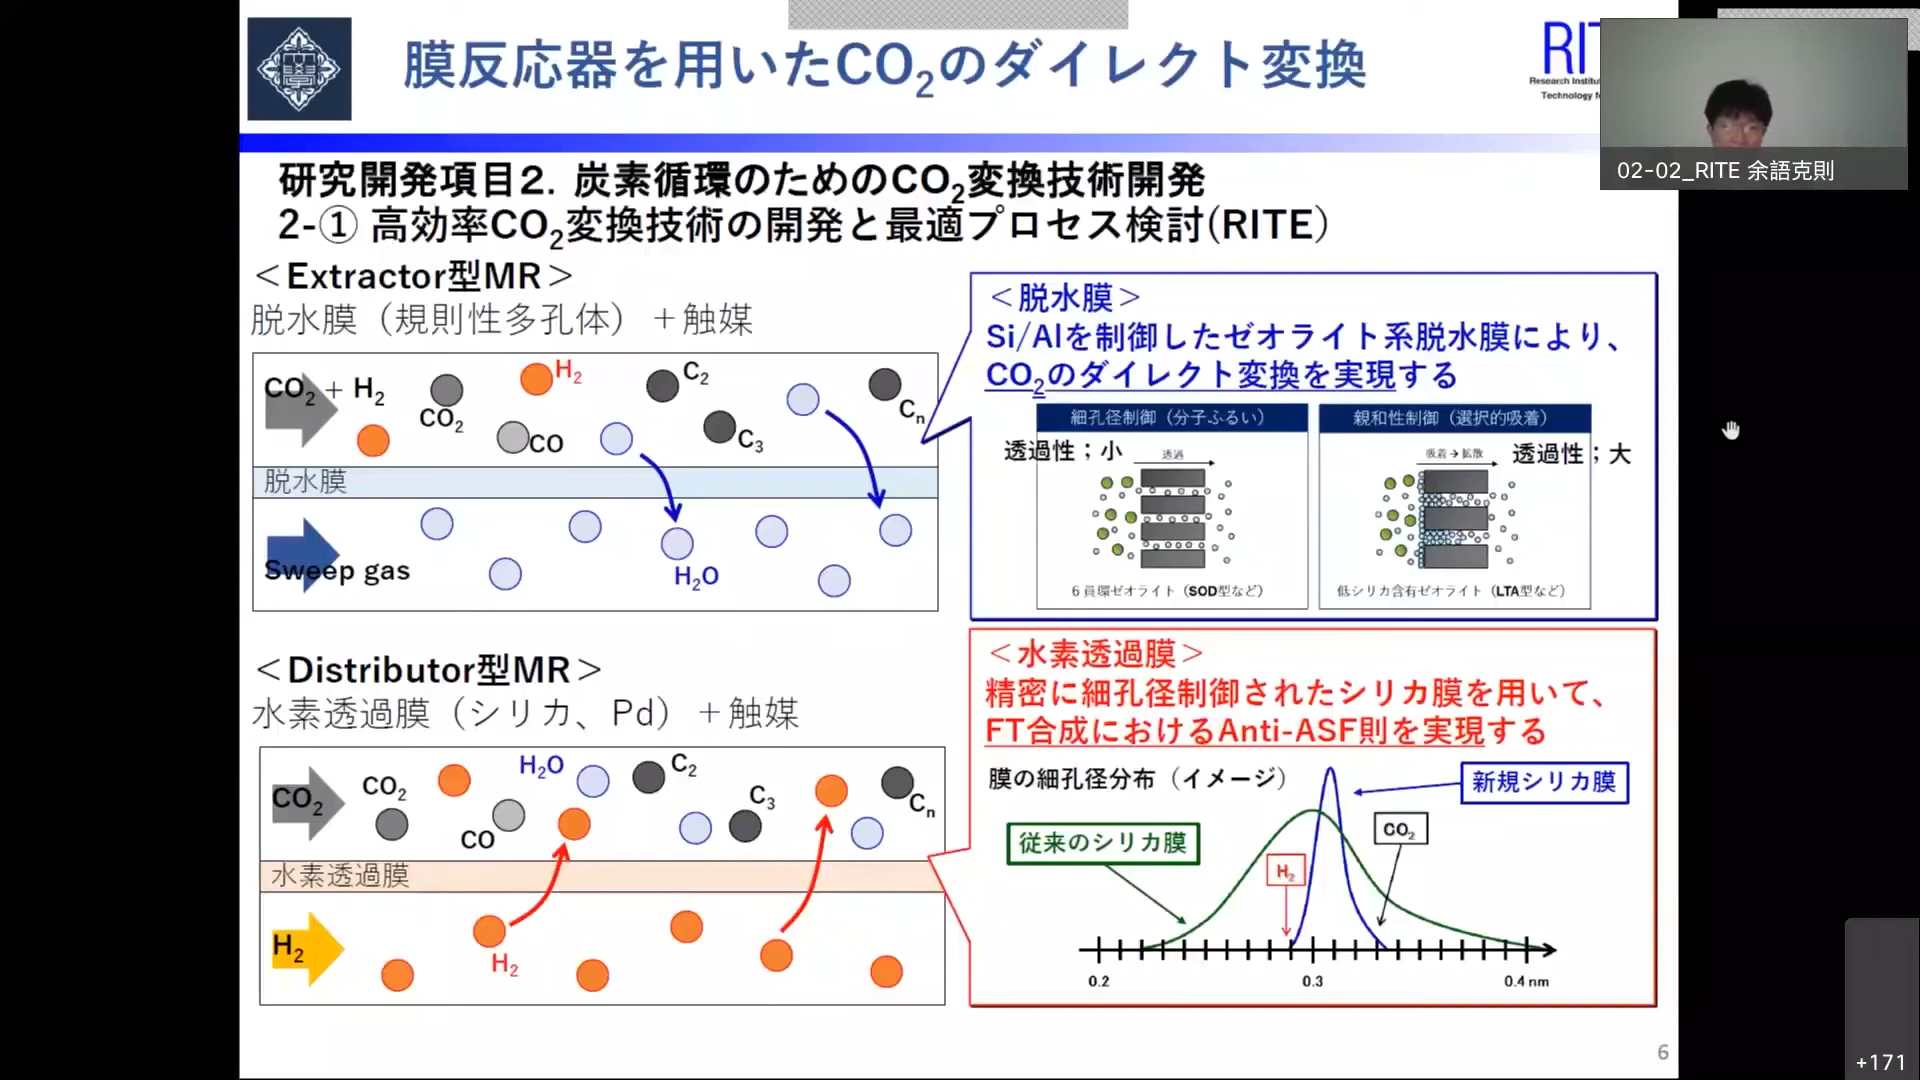 膜反応器を用いたCO2のダイレクト変換
RIT
Research Institu
Technology f
02-02_RITE 余語克則
研究開発項目2. 炭素循環のためのCO2変換技術開発
2-① 高効率CO2変換技術の開発と最適プロセス検討(RITE)
＜Extractor型MR＞
脱水膜（規則性多孔体）＋触媒
CO2 + H2
CO2
H2
CO
C2
C3
Cn
脱水膜
Sweep gas
H2O
＜脱水膜＞
Si/Alを制御したゼオライト系脱水膜により、
CO2のダイレクト変換を実現する
細孔径制御（分子ふるい）
透過性；小
透過
6員環ゼオライト（SOD型など）
親和性制御（選択的吸着）
吸着→拡散
透過性；大
低シリカ含有ゼオライト（LTA型など）
＜Distributor型MR＞
水素透過膜（シリカ、Pd）＋触媒
CO2
CO2
CO
H2O
C2
C3
Cn
水素透過膜
H2
H2
＜水素透過膜＞
精密に細孔径制御されたシリカ膜を用いて、
FT合成におけるAnti-ASF則を実現する
膜の細孔径分布（イメージ）
新規シリカ膜
従来のシリカ膜
CO2
H2
0.2
0.3
0.4 nm
6
+171